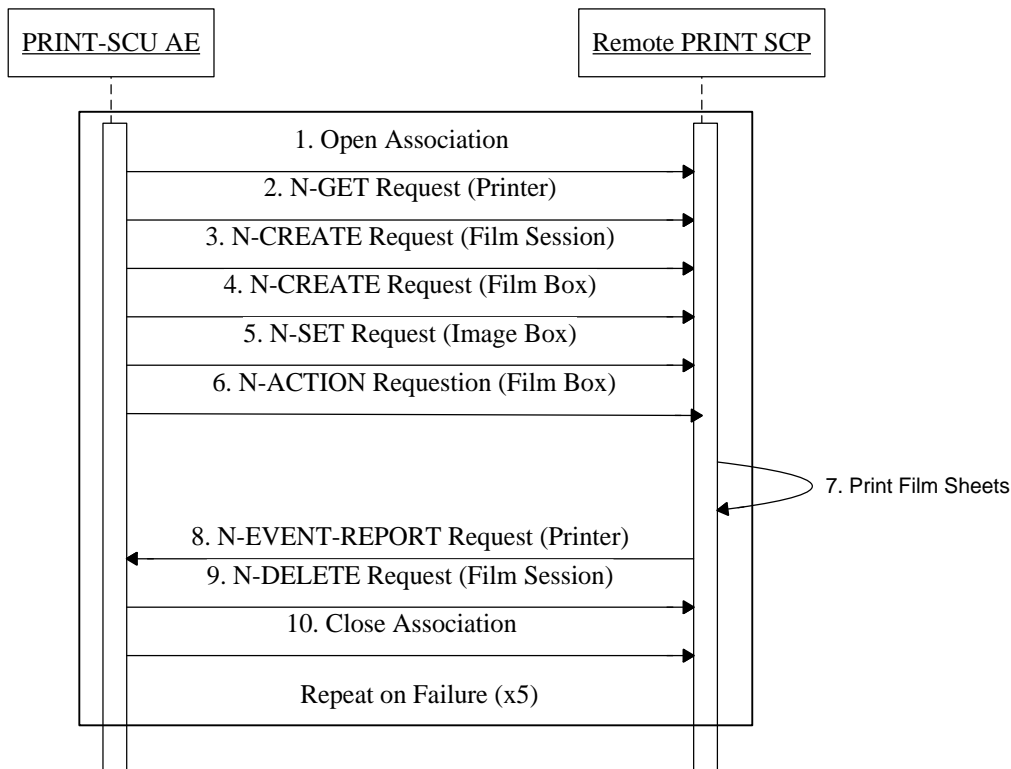 PRINT-SCU AE
Remote PRINT SCP
1. Open Association
2. N-GET Request (Printer)
3. N-CREATE Request (Film Session)
4. N-CREATE Request (Film Box)
5. N-SET Request (Image Box)
6. N-ACTION Requestion (Film Box)
7. Print Film Sheets
8. N-EVENT-REPORT Request (Printer)
9. N-DELETE Request (Film Session)
10. Close Association
Repeat on Failure (x5)